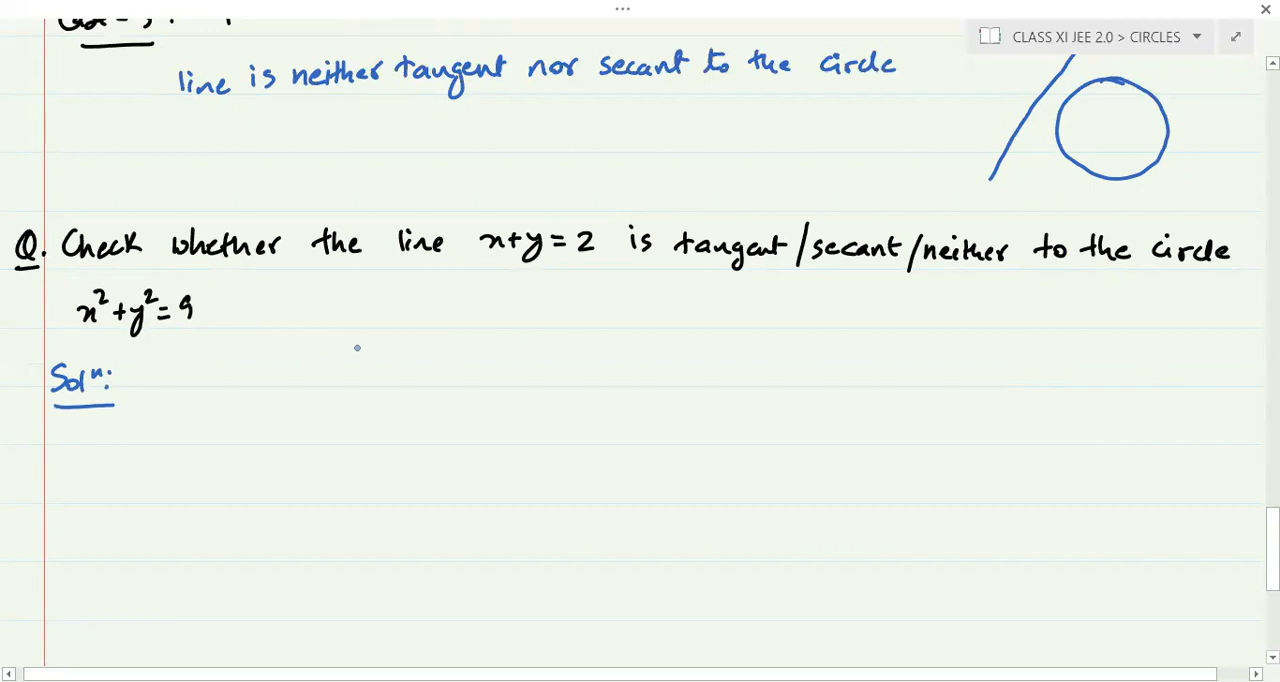 CLASS XI JEE 2.0 > CIRCLES
line is neither tangent nor secant to the circle
Q. Check whether the line x+y=2 is tangent/secant/neither to the circle
x²+y²=9
Solⁿ: